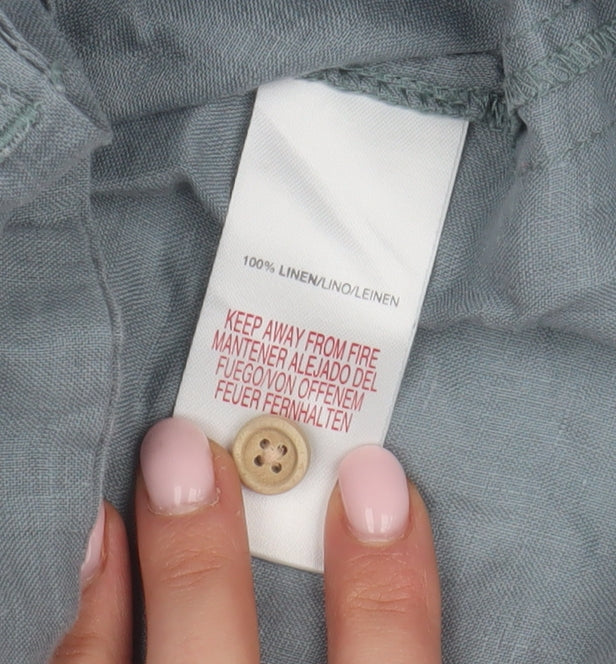 100% LINEN/LINO/LEINEN
KEEP AWAY FROM FIRE
MANTENER ALEJADO DEL
FUEGO/VON OFFENEM
FEUER FERNHALTEN